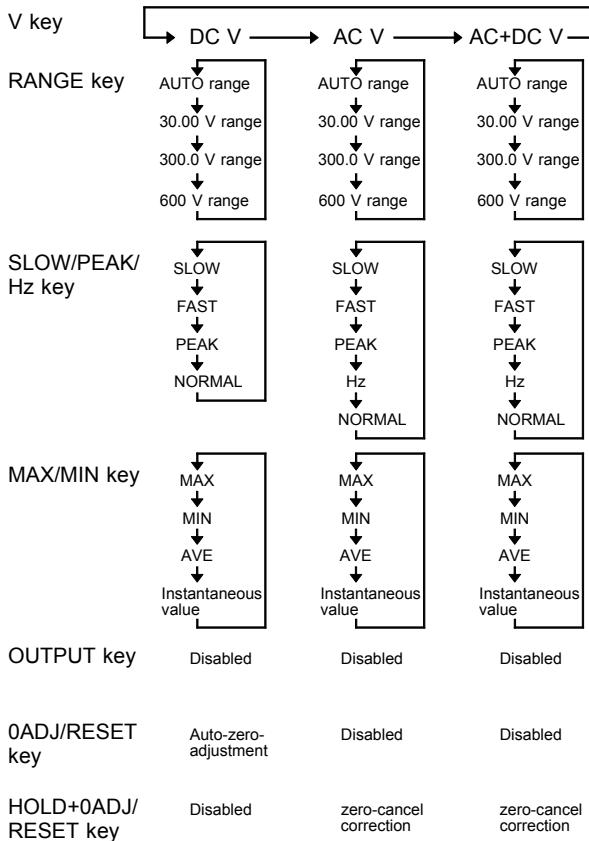 V key
DC V AC V AC+DC V
RANGE key
AUTO range AUTO range AUTO range
30.00 V range 30.00 V range 30.00 V range
300.0 V range 300.0 V range 300.0 V range
600 V range 600 V range 600 V range
SLOW/PEAK/
Hz key
SLOW SLOW SLOW
FAST FAST FAST
PEAK PEAK PEAK
NORMAL Hz Hz
NORMAL NORMAL
MAX/MIN key
MAX MAX MAX
MIN MIN MIN
AVE AVE AVE
Instantaneous Instantaneous Instantaneous
value value value
OUTPUT key Disabled Disabled Disabled
0ADJ/RESET Auto-zero- Disabled Disabled
key adjustment
HOLD+0ADJ/ Disabled zero-cancel zero-cancel
RESET key correction correction